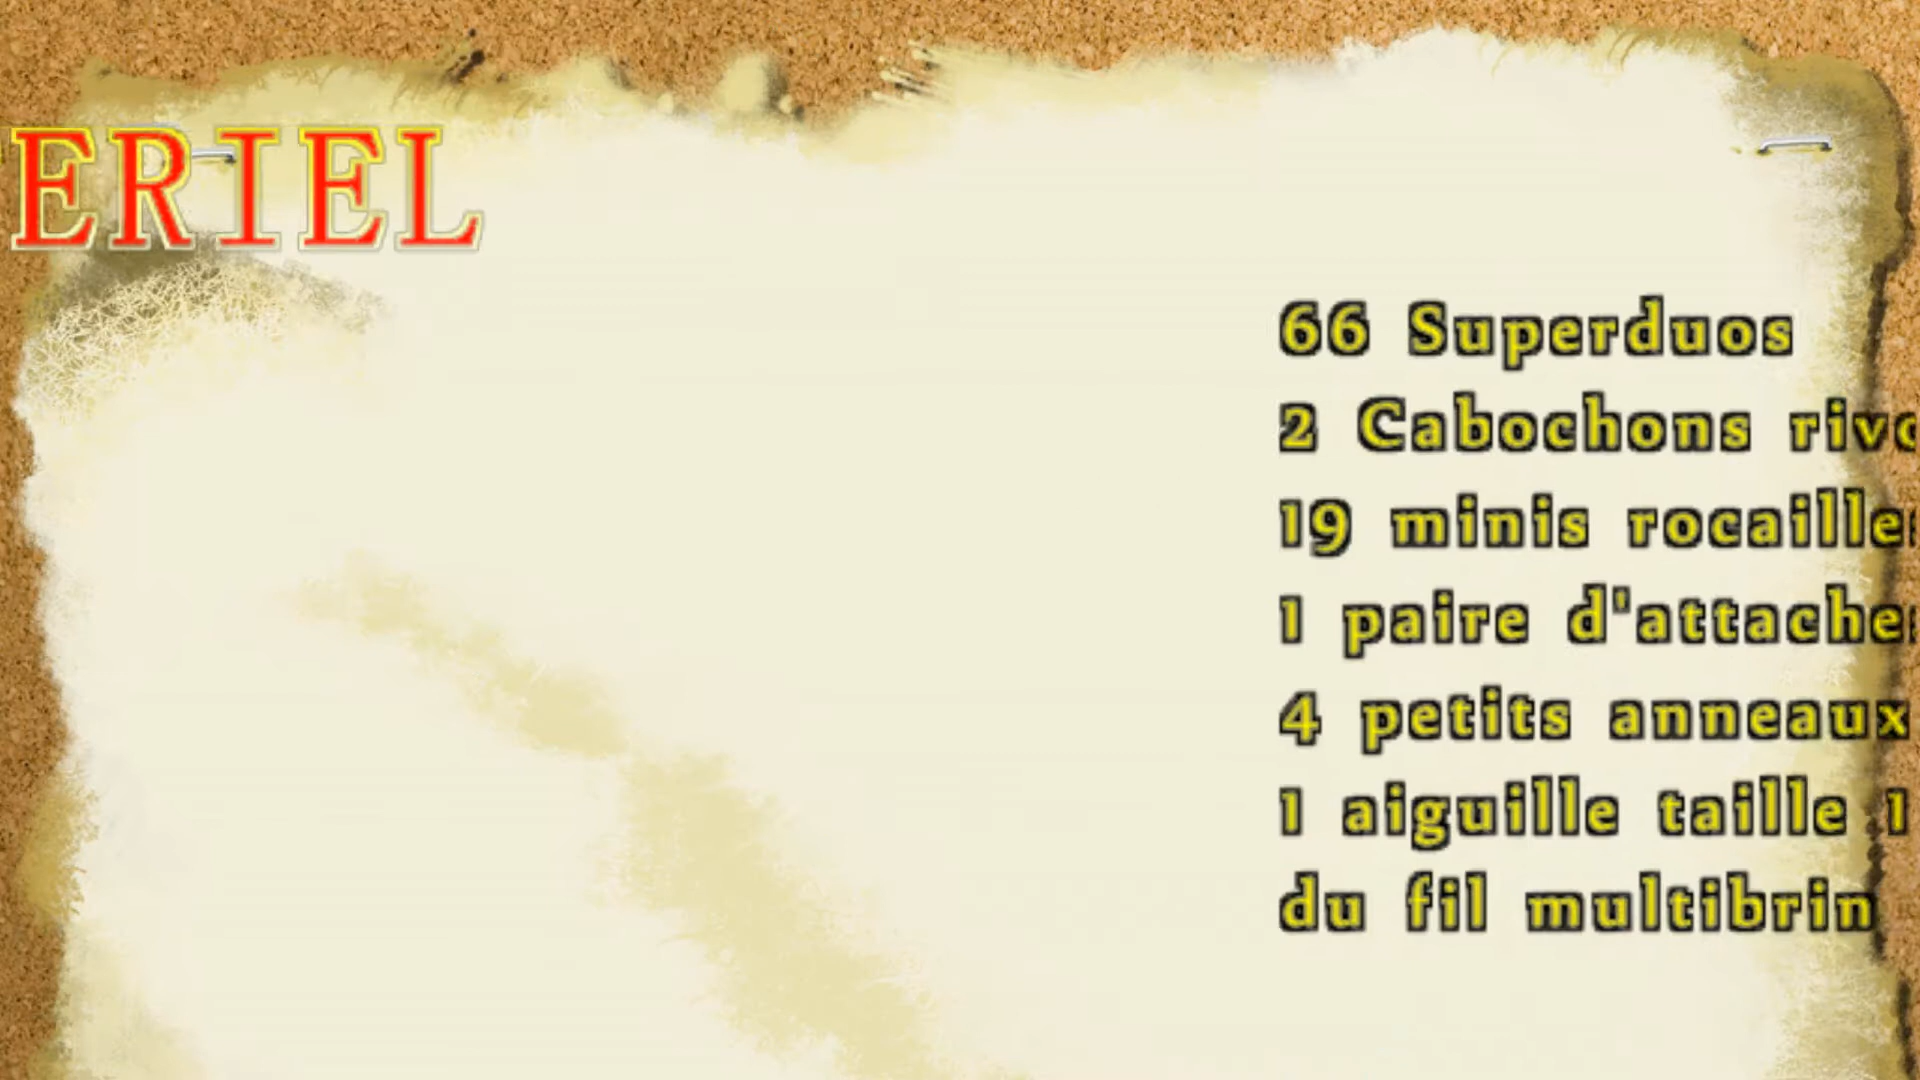 ERIEL
66 Superduos
2 Cabochons
19 minis
1 paire
4 petits anneaux
1 aiguille taille
du fil multibrin